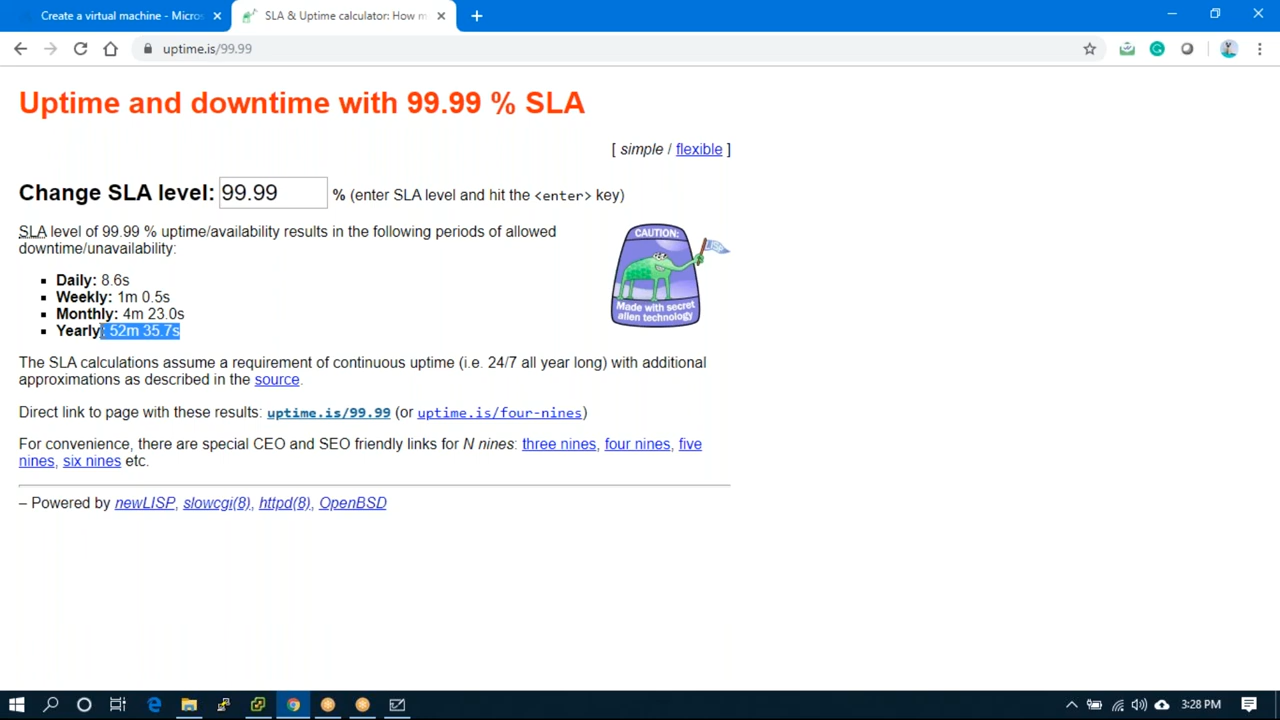 Create a virtual machine - Micros
SLA & Uptime calculator: How m
uptime.is/99.99
Uptime and downtime with 99.99 % SLA
[ simple / flexible ]
Change SLA level: 99.99 % (enter SLA level and hit the <enter> key)
SLA level of 99.99 % uptime/availability results in the following periods of allowed
downtime/unavailability:
CAUTION:
Made with secret
alien technology
Daily: 8.6s
Weekly: 1m 0.5s
Monthly: 4m 23.0s
Yearly: 52m 35.7s
The SLA calculations assume a requirement of continuous uptime (i.e. 24/7 all year long) with additional
approximations as described in the source.
Direct link to page with these results: uptime.is/99.99 (or uptime.is/four-nines)
For convenience, there are special CEO and SEO friendly links for N nines: three nines, four nines, five
nines, six nines etc.
– Powered by newLISP, slowcgi(8), httpd(8), OpenBSD
3:28 PM